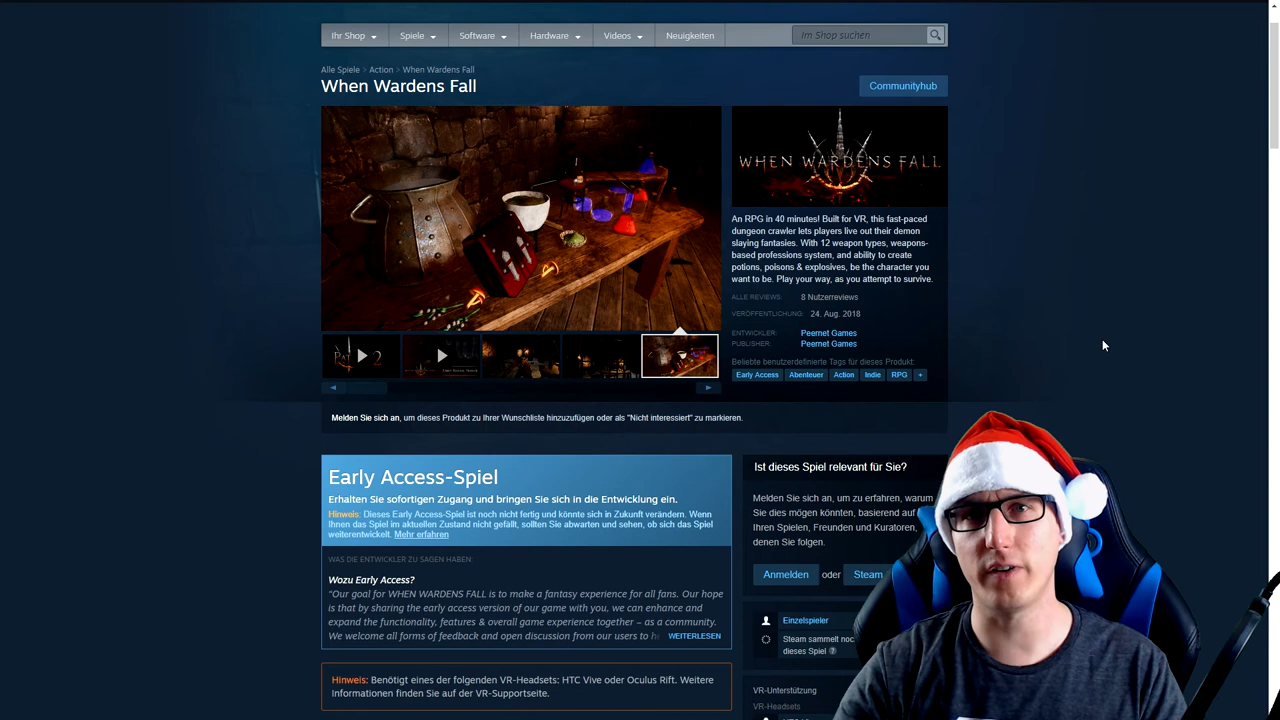 Ihr Shop Spiele Software Hardware Videos Neuigkeiten Im Shop suchen
Alle Spiele > Action > When Wardens Fall
When Wardens Fall
Communityhub
WHEN WARDENS FALL
An RPG in 40 minutes! Built for VR, this fast-paced
dungeon crawler lets players live out their demon
slaying fantasies. With 12 weapon types, weapons-
based professions system, and ability to create
potions, poisons & explosives, be the character you
want to be. Play your way, as you attempt to survive.
ALLE REVIEWS: 8 Nutzerreviews
VERÖFFENTLICHUNG: 24. Aug. 2018
ENTWICKLER: Peernet Games
PUBLISHER: Peernet Games
Beliebte benutzerdefinierte Tags für dieses Produkt:
Early Access Abenteuer Action Indie RPG +
Melden Sie sich an, um dieses Produkt zu Ihrer Wunschliste hinzuzufügen oder als "Nicht interessiert" zu markieren.
Early Access-Spiel
Erhalten Sie sofortigen Zugang und bringen Sie sich in die Entwicklung ein.
Hinweis: Dieses Early Access-Spiel ist noch nicht fertig und könnte sich in Zukunft verändern. Wenn
Ihnen das Spiel im aktuellen Zustand nicht gefällt, sollten Sie abwarten und sehen, ob sich das Spiel
weiterentwickelt. Mehr erfahren
WAS DIE ENTWICKLER ZU SAGEN HABEN:
Wozu Early Access?
"Our goal for WHEN WARDENS FALL is to make a fantasy experience for all fans. Our hope
is that by sharing the early access version of our game with you, we can enhance and
expand the functionality, features & overall game experience together – as a community.
We welcome all forms of feedback and open discussion from our users to WEITERLESEN
Hinweis: Benötigt eines der folgenden VR-Headsets: HTC Vive oder Oculus Rift. Weitere
Informationen finden Sie auf der VR-Supportseite.
Ist dieses Spiel relevant für Sie?
Melden Sie sich an, um zu erfahren, warum
Sie dies mögen könnten, basierend auf
Ihren Spielen, Freunden und Kuratoren,
denen Sie folgen.
Anmelden oder Steam
Einzelspieler
Steam sammelt noc
dieses Spiel ?
VR-Unterstützung
VR-Headsets